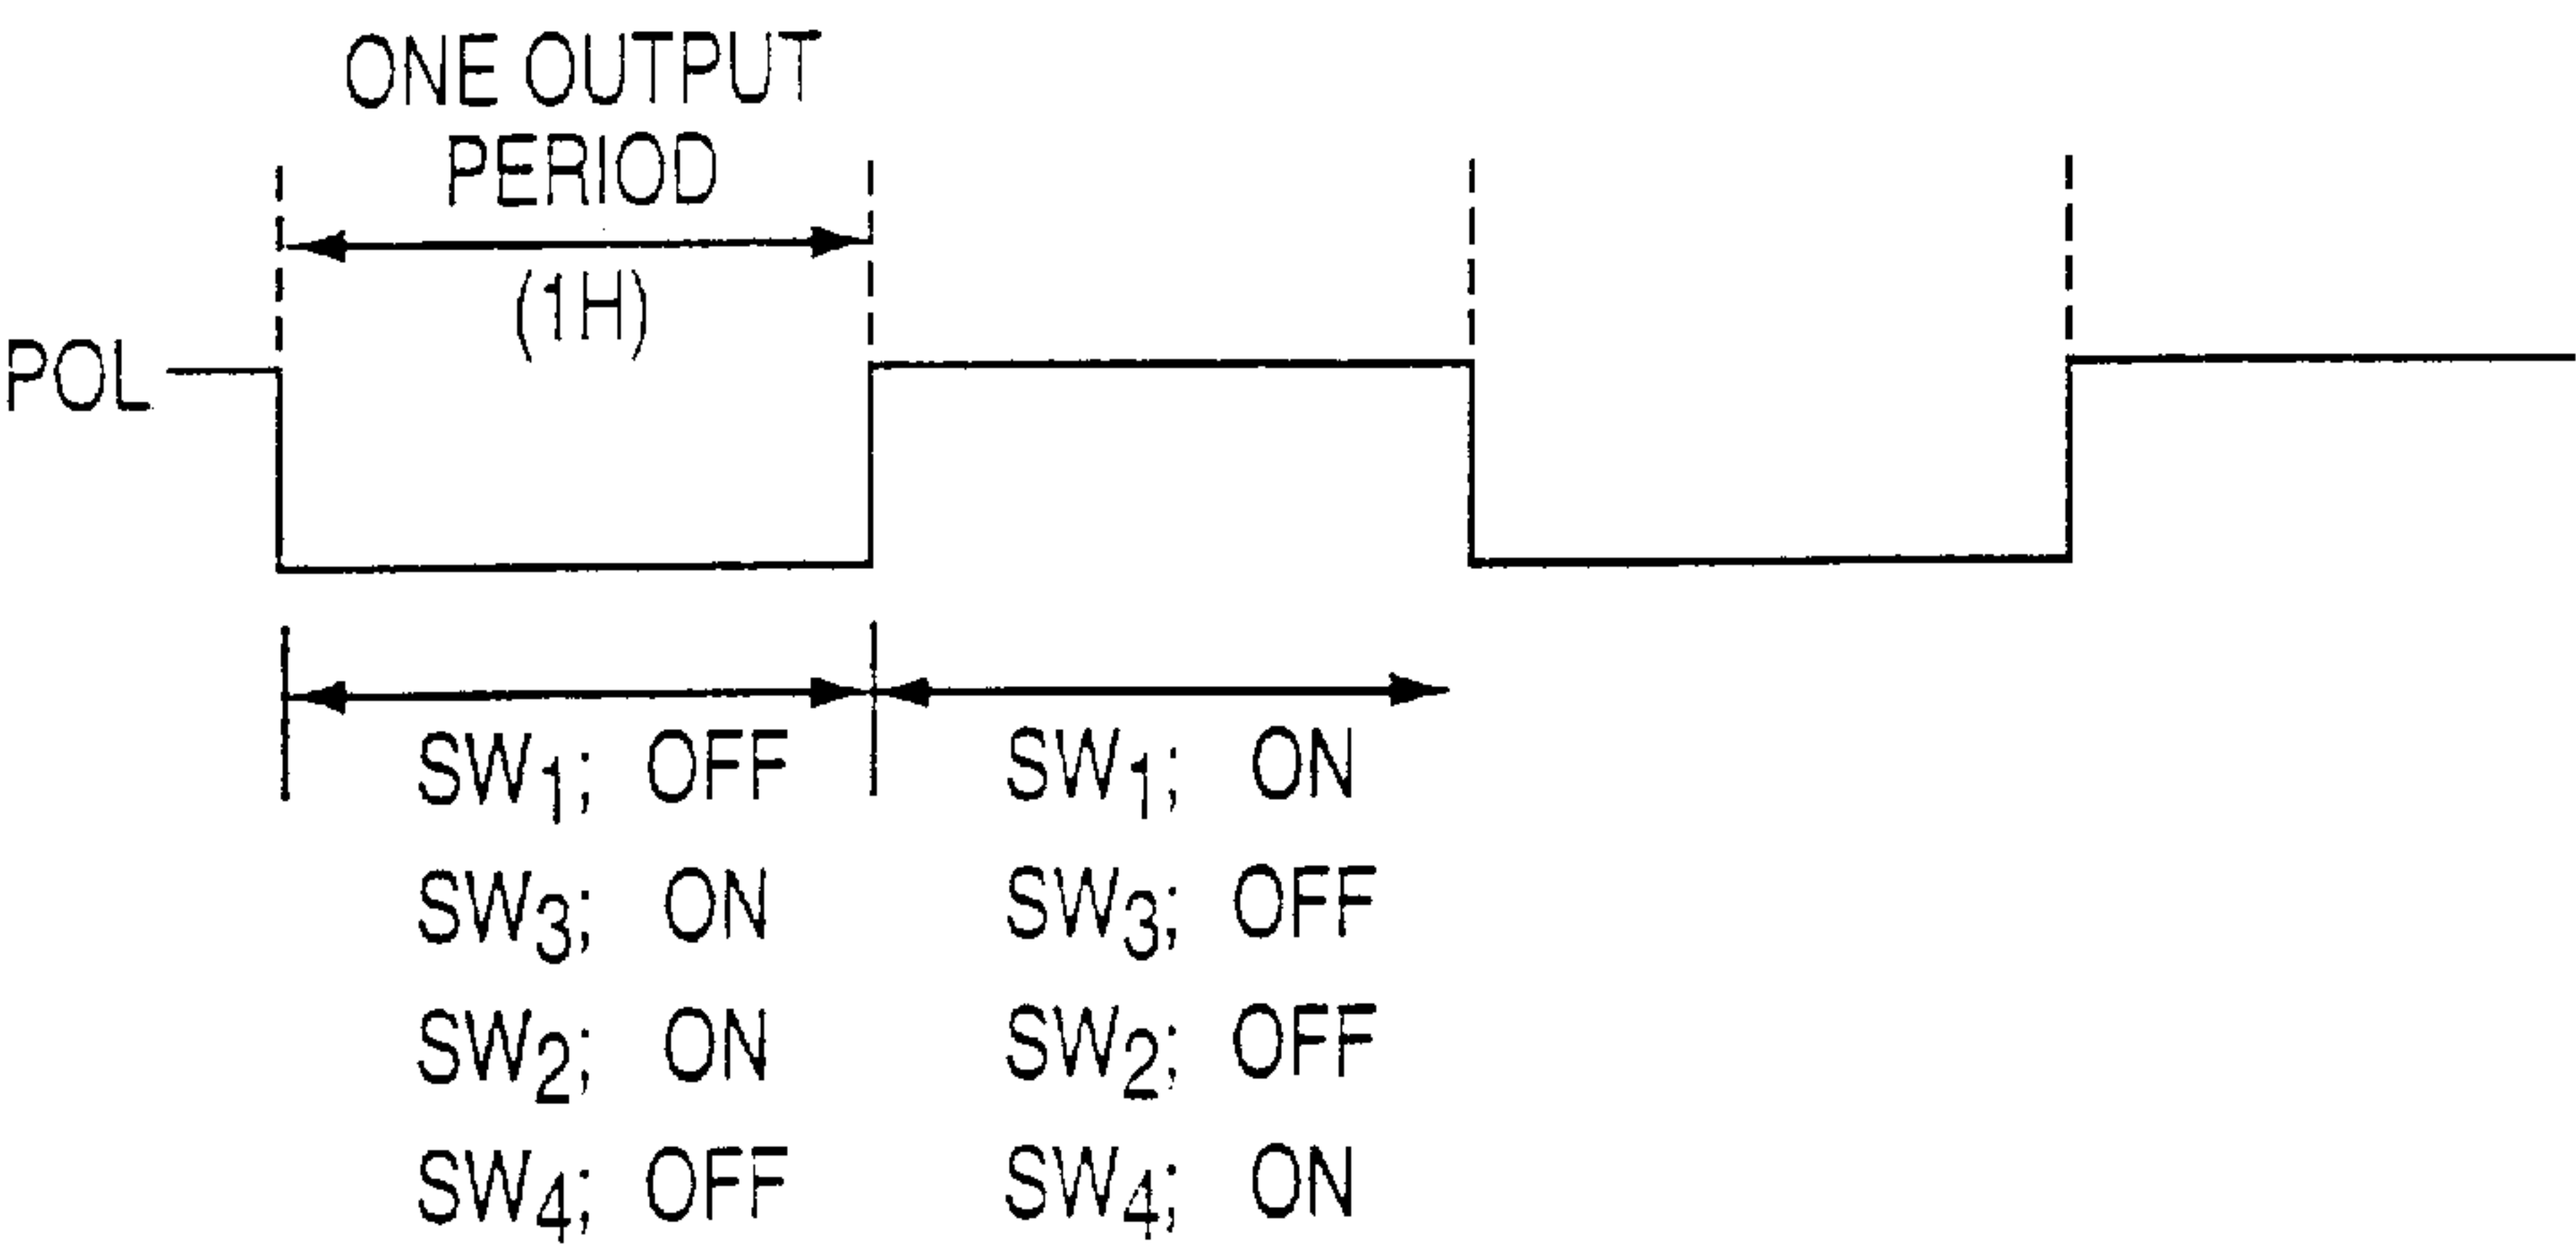 ONE OUTPUT
PERIOD
(1H)
POL
SW1; OFF SW1; ON
SW3; ON SW3; OFF
SW2; ON SW2; OFF
SW4; OFF SW4; ON